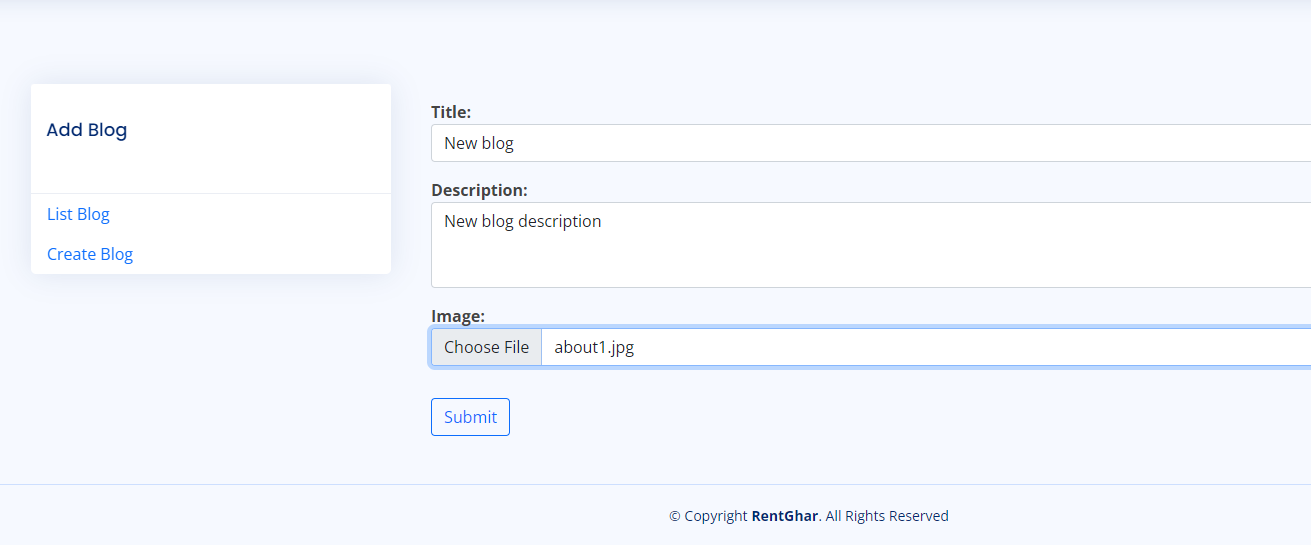 Add Blog
List Blog
Create Blog
Title:
New blog
Description:
New blog description
Image:
Choose File about1.jpg
Submit
© Copyright RentGhar. All Rights Reserved